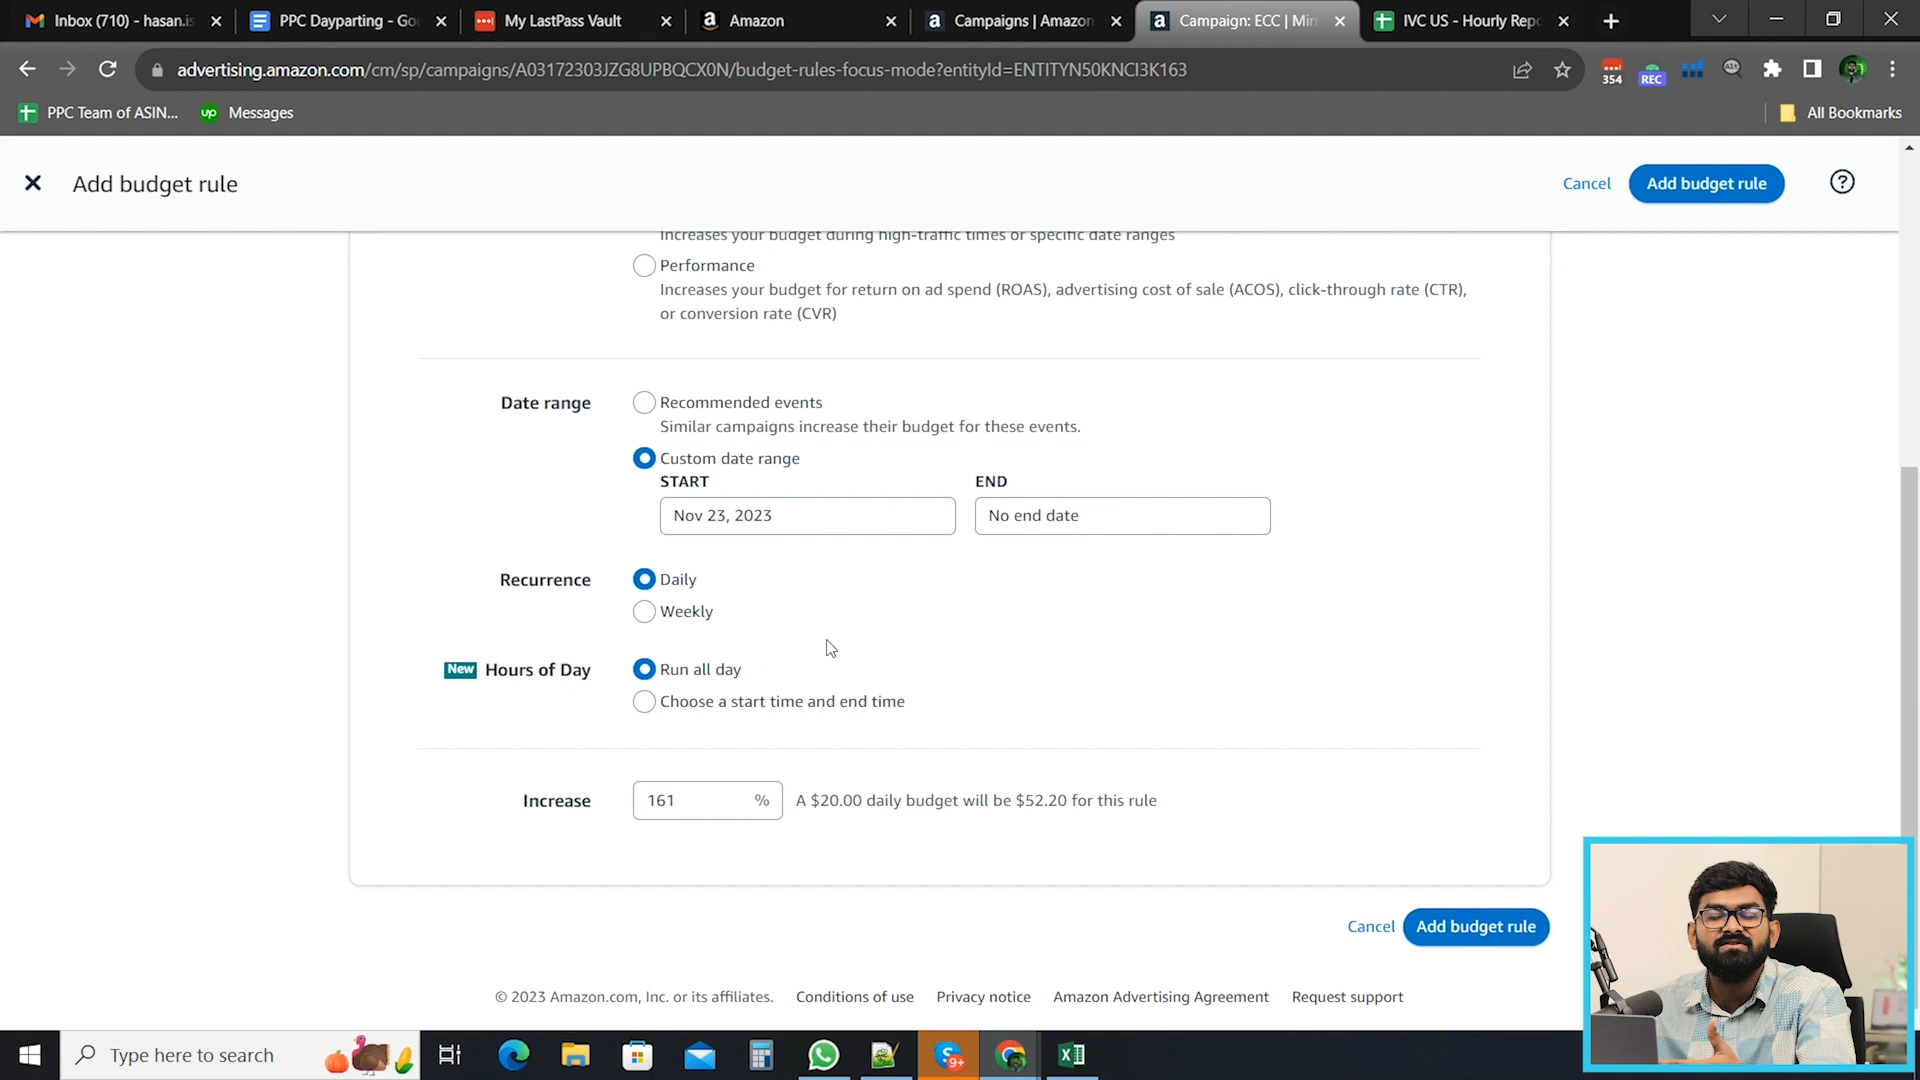 Inbox (710) - hasan.is
PPC Dayparting - Go
My LastPass Vault
Amazon
Campaigns | Amazon
Campaign: ECC | Mir
IVC US - Hourly Repo
advertising.amazon.com/cm/sp/campaigns/A03172303JZG8UPBQCX0N/budget-rules-focus-mode?entityId=ENTITYN50KNCI3K163
354
REC
PPC Team of ASIN...
up
Messages
All Bookmarks
Add budget rule
Cancel
Add budget rule
Increases your budget during high-traffic times or specific date ranges
Performance
Increases your budget for return on ad spend (ROAS), advertising cost of sale (ACOS), click-through rate (CTR),
or conversion rate (CVR)
Date range
Recommended events
Similar campaigns increase their budget for these events.
Custom date range
START
END
Nov 23, 2023
No end date
Recurrence
Daily
Weekly
New Hours of Day
Run all day
Choose a start time and end time
Increase
161 %
A $20.00 daily budget will be $52.20 for this rule
Cancel
Add budget rule
© 2023 Amazon.com, Inc. or its affiliates.
Conditions of use
Privacy notice
Amazon Advertising Agreement
Request support
Type here to search
9+